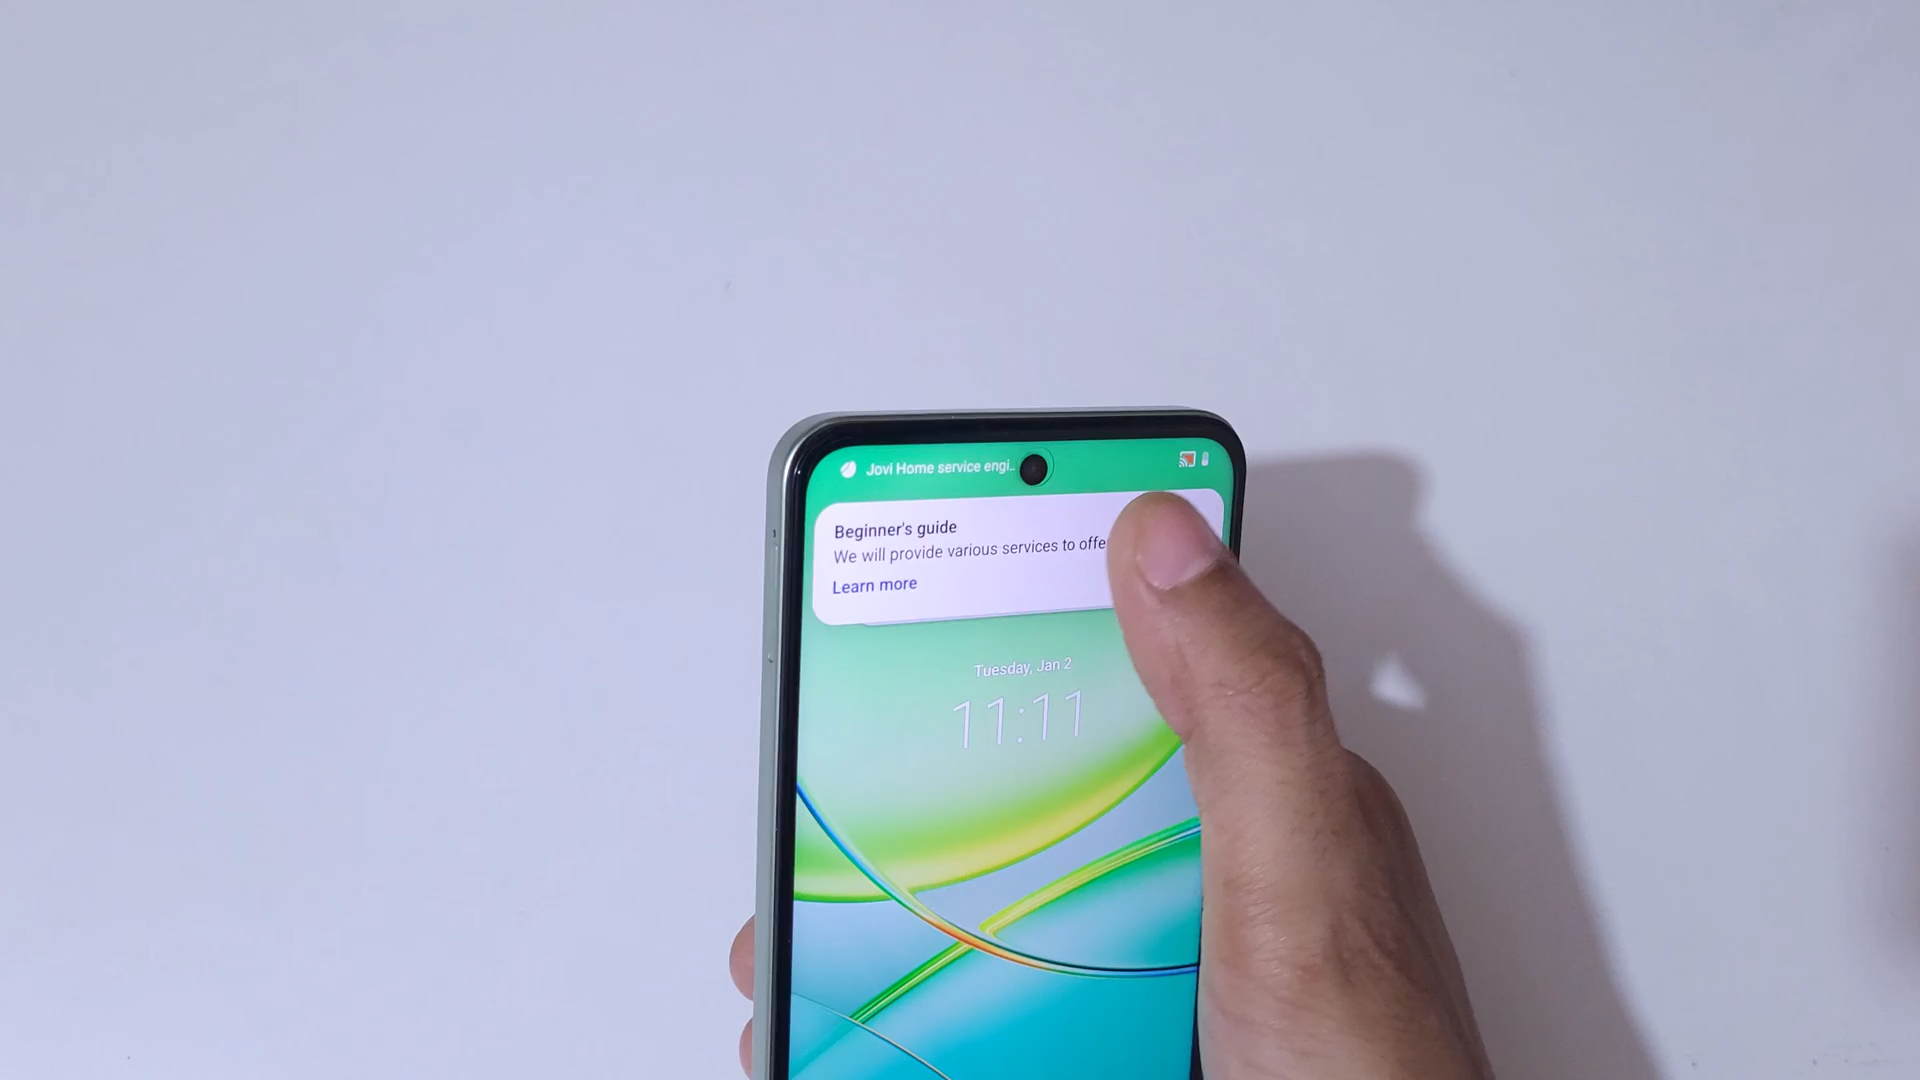 Jovi Home service engi..
Beginner's guide
We will provide various services to offe
Learn more
Tuesday, Jan 2
11:11